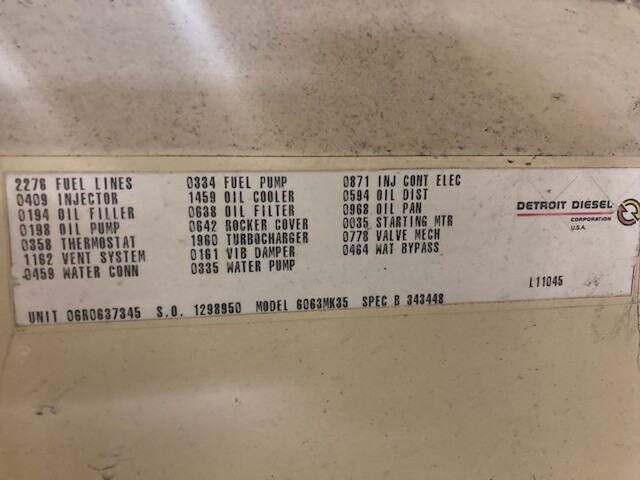 2276 FUEL LINES
0409 INJECTOR
0194 OIL FILLER
0198 OIL PUMP
0358 THERMOSTAT
1162 VENT SYSTEM
0459 WATER CONN
0334 FUEL PUMP
1459 OIL COOLER
0638 OIL FILTER
0642 ROCKER COVER
1960 TURBOCHARGER
0161 VIB DAMPER
0335 WATER PUMP
0871 INJ CONT ELEC
0594 OIL DIST
0968 OIL PAN
0035 STARTING MTR
0778 VALVE MECH
0464 WAT BYPASS
DETROIT DIESEL
CORPORATION
U.S.A.
L11045
UNIT 06R0637345 S.O. 1298950 MODEL 6063MK35 SPEC B 343448